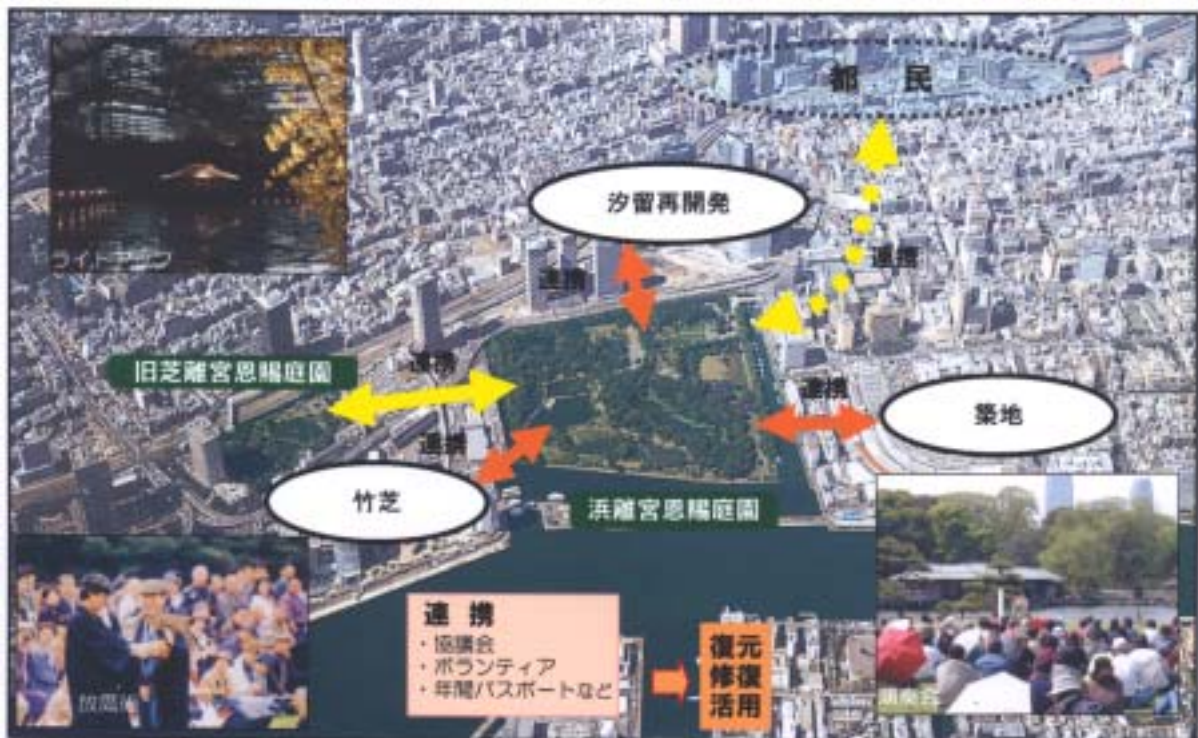 都 民
汐留再開発
連携
連携
ライトアップ
旧芝離宮恩賜庭園
連携
連携
築地
連携
竹芝
浜離宮恩賜庭園
連 携
・協議会
・ボランティア
・年間パスポートなど
復元
修復
活用
放鷹術